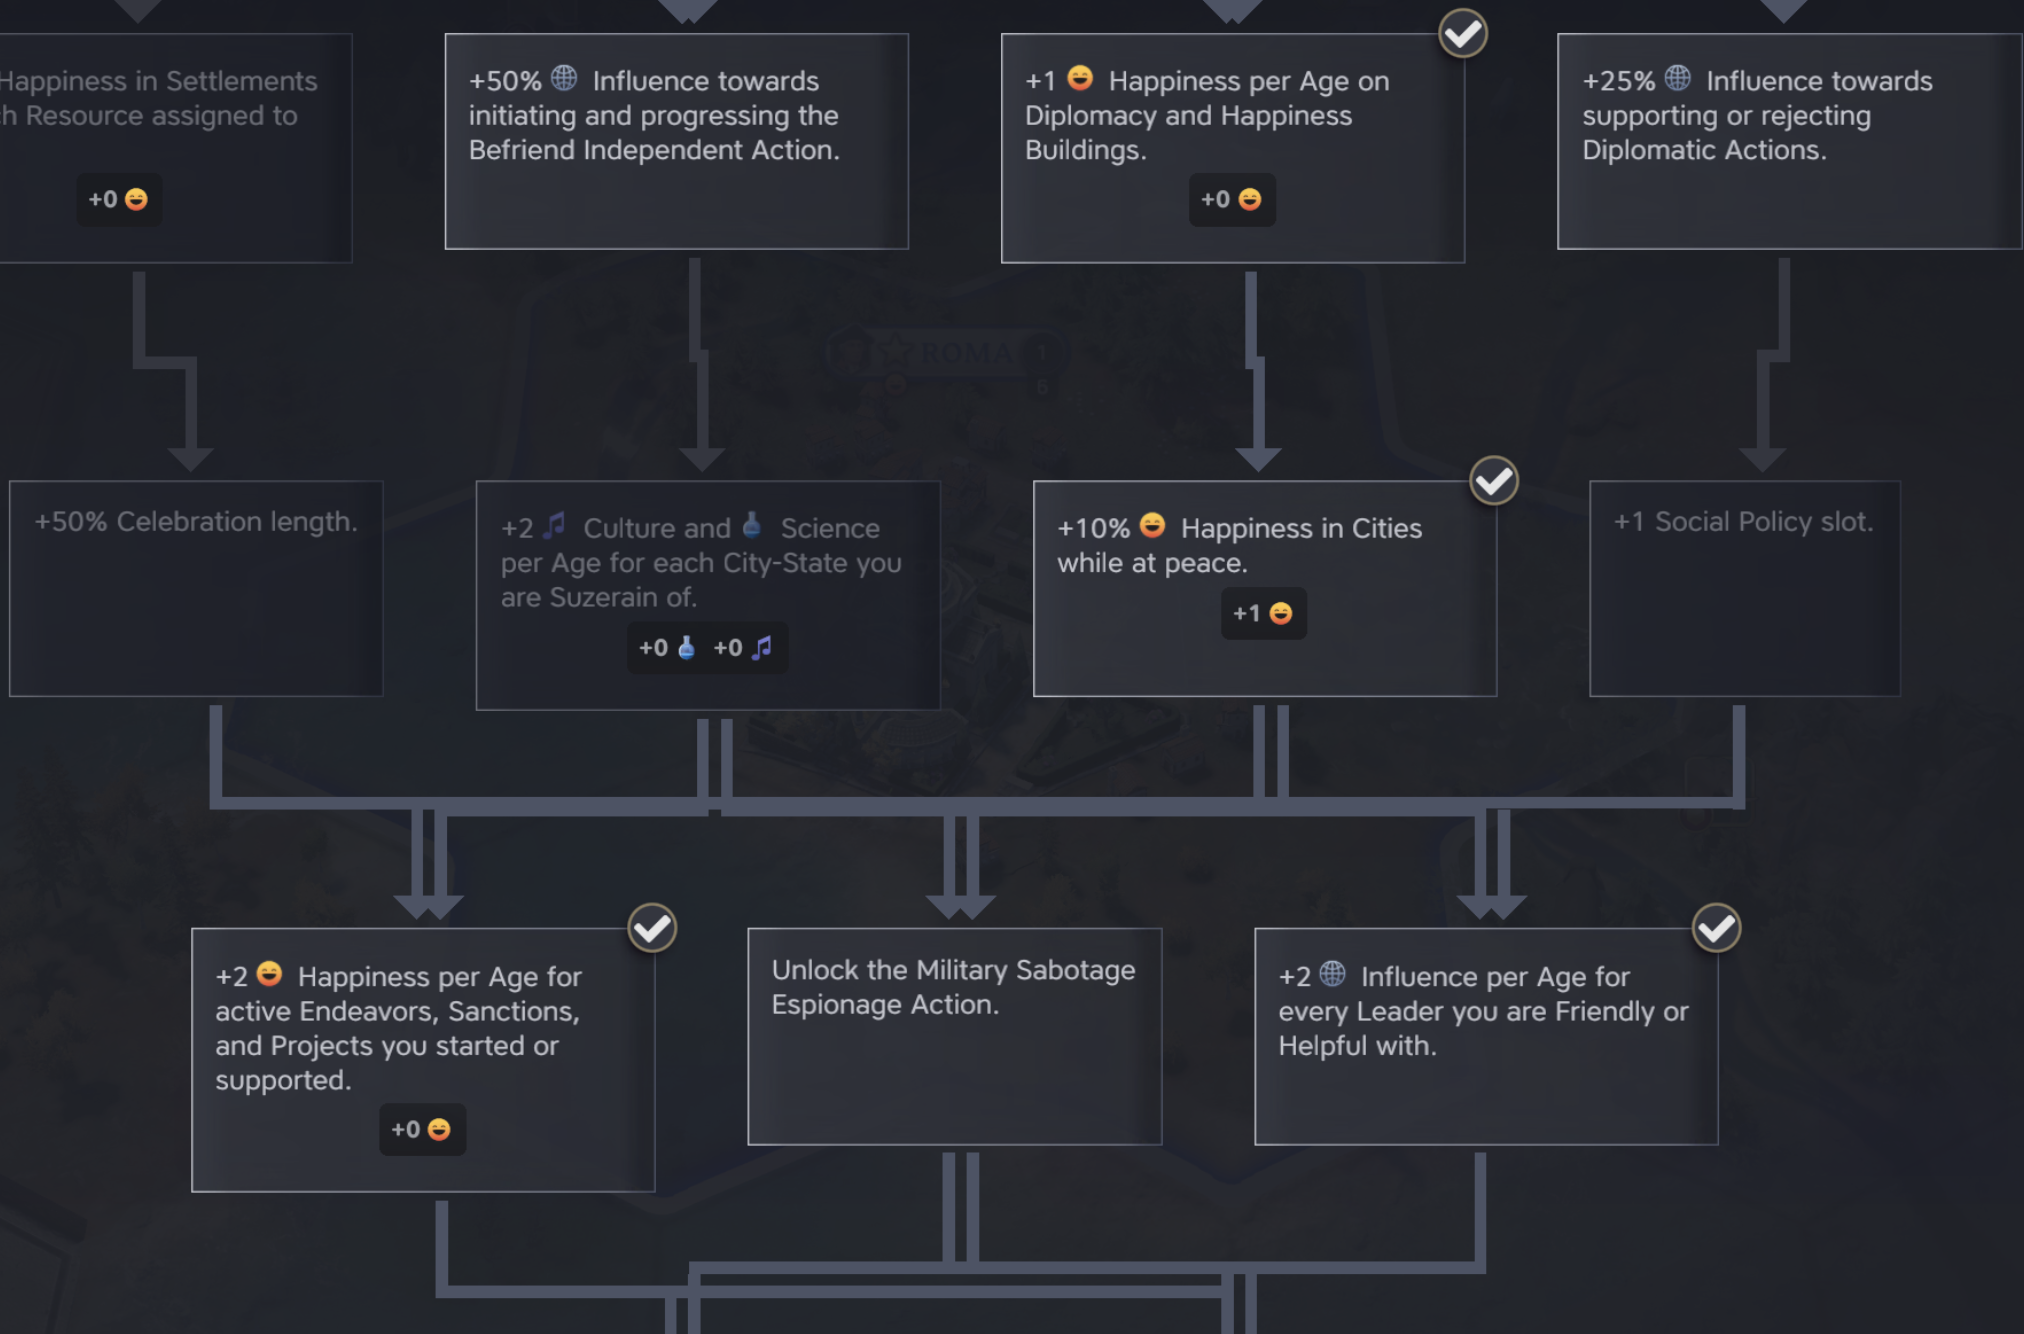 Happiness in Settlements
ch Resource assigned to
+0
+50% Influence towards
initiating and progressing the
Befriend Independent Action.
+1 Happiness per Age on
Diplomacy and Happiness
Buildings.
+0
+25% Influence towards
supporting or rejecting
Diplomatic Actions.
ROMA 1
6
+50% Celebration length.
+2 Culture and Science
per Age for each City-State you
are Suzerain of.
+0 +0
+10% Happiness in Cities
while at peace.
+1
+1 Social Policy slot.
+2 Happiness per Age for
active Endeavors, Sanctions,
and Projects you started or
supported.
+0
Unlock the Military Sabotage
Espionage Action.
+2 Influence per Age for
every Leader you are Friendly or
Helpful with.